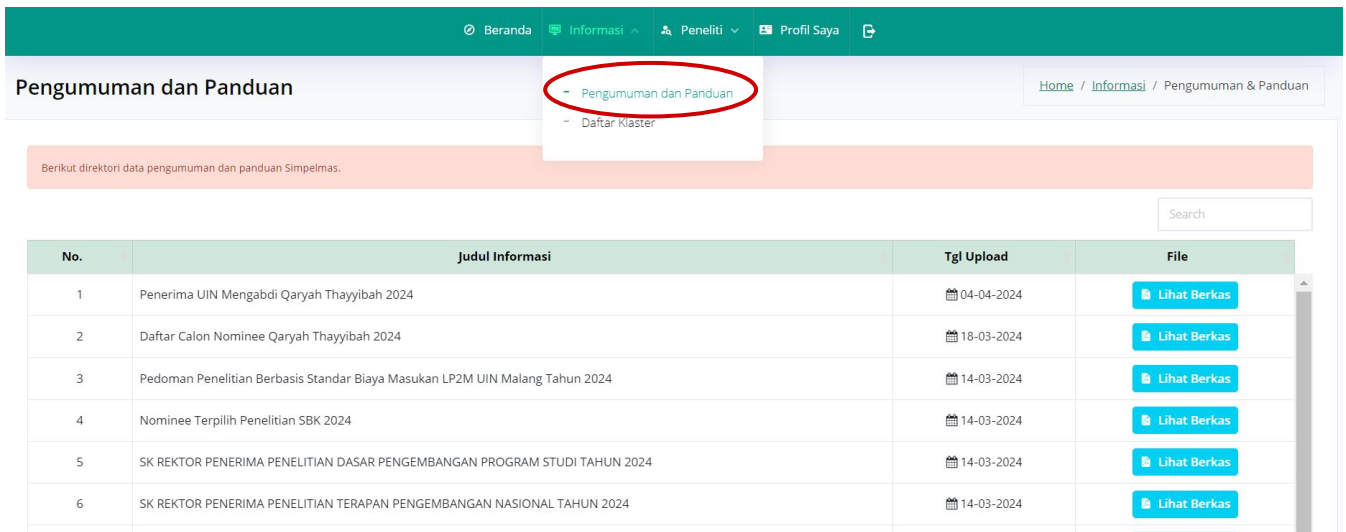 Beranda Informasi Peneliti Profil Saya
Pengumuman dan Panduan
- Pengumuman dan Panduan
- Daftar Klaster
Home / Informasi / Pengumuman & Panduan
Berikut direktori data pengumuman dan panduan Simpelmas.
Search
No. Judul Informasi Tgl Upload File
1 Penerima UIN Mengabdi Qaryah Thayyibah 2024 04-04-2024 Lihat Berkas
2 Daftar Calon Nominee Qaryah Thayyibah 2024 18-03-2024 Lihat Berkas
3 Pedoman Penelitian Berbasis Standar Biaya Masukan LP2M UIN Malang Tahun 2024 14-03-2024 Lihat Berkas
4 Nominee Terpilih Penelitian SBK 2024 14-03-2024 Lihat Berkas
5 SK REKTOR PENERIMA PENELITIAN DASAR PENGEMBANGAN PROGRAM STUDI TAHUN 2024 14-03-2024 Lihat Berkas
6 SK REKTOR PENERIMA PENELITIAN TERAPAN PENGEMBANGAN NASIONAL TAHUN 2024 14-03-2024 Lihat Berkas